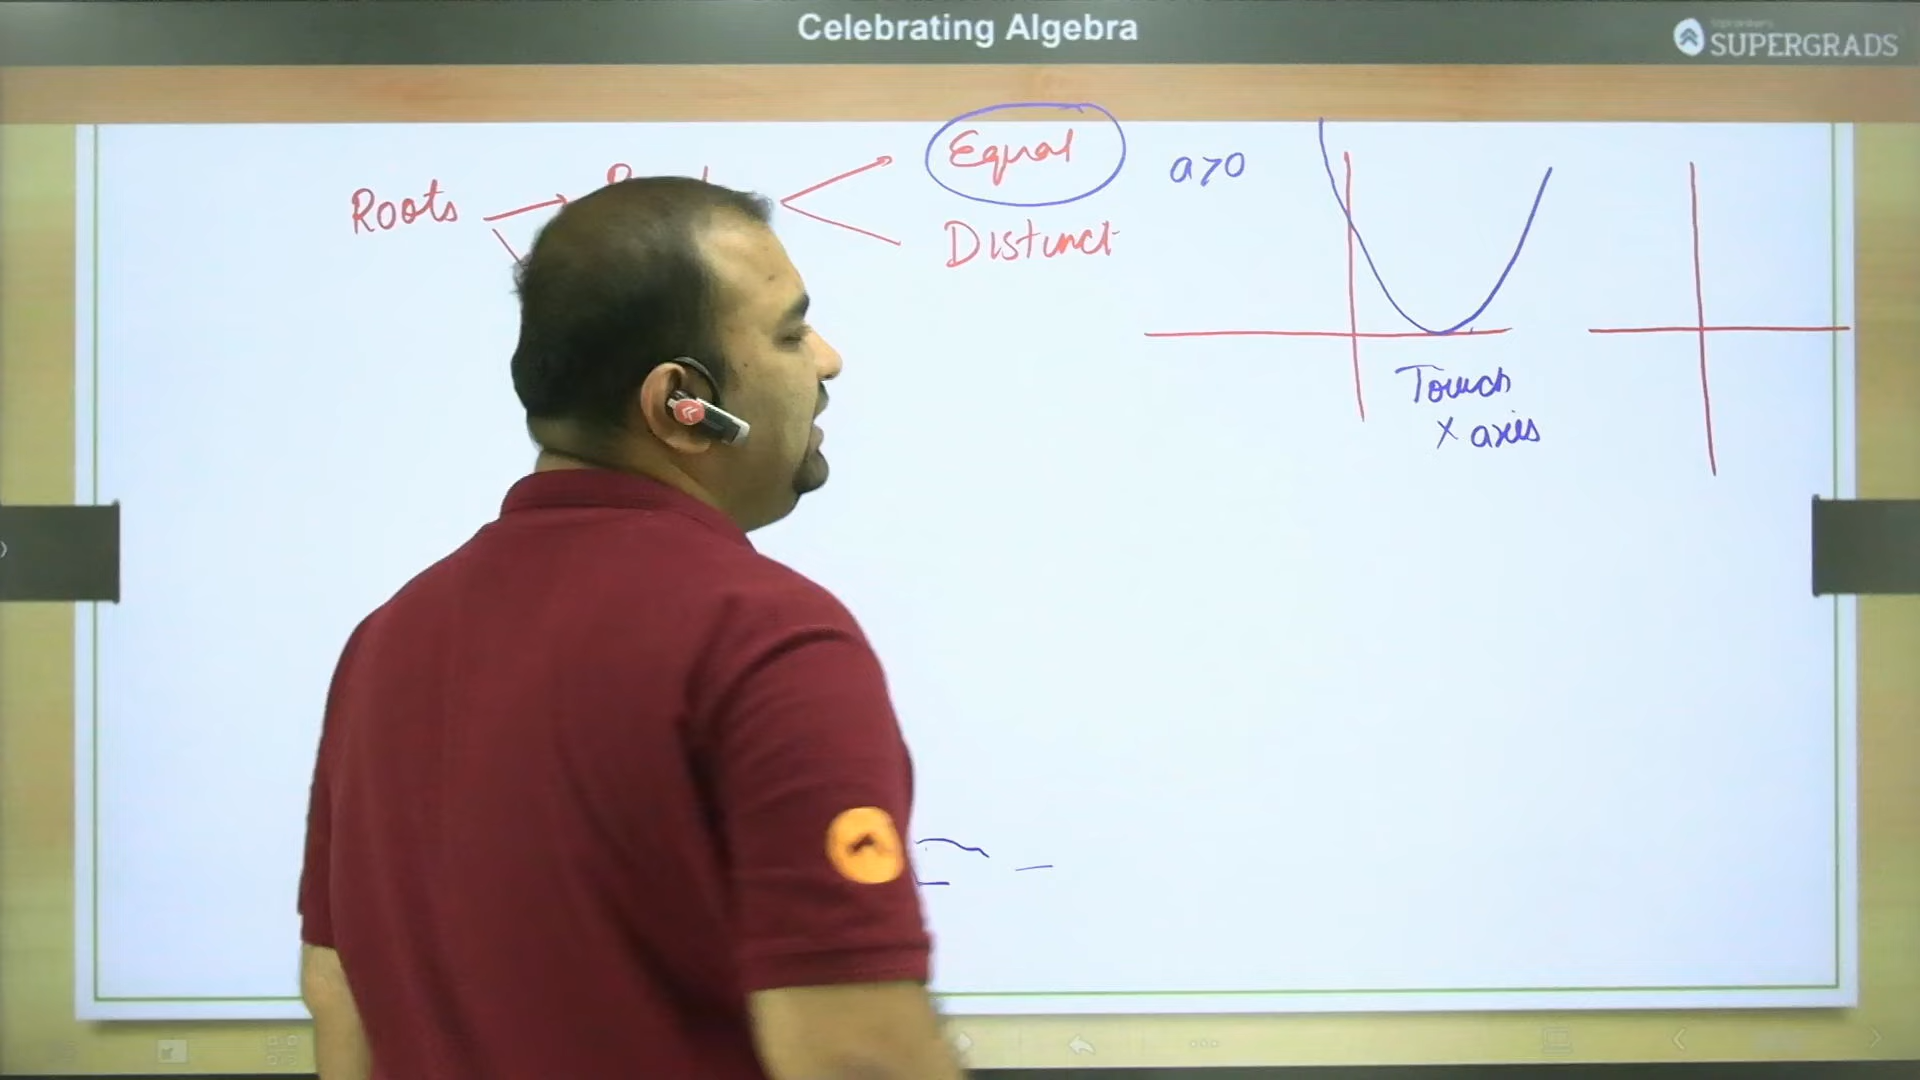 Celebrating Algebra
SUPERGRADS
Roots
Equal
Distinct
a>0
Touch
x axis